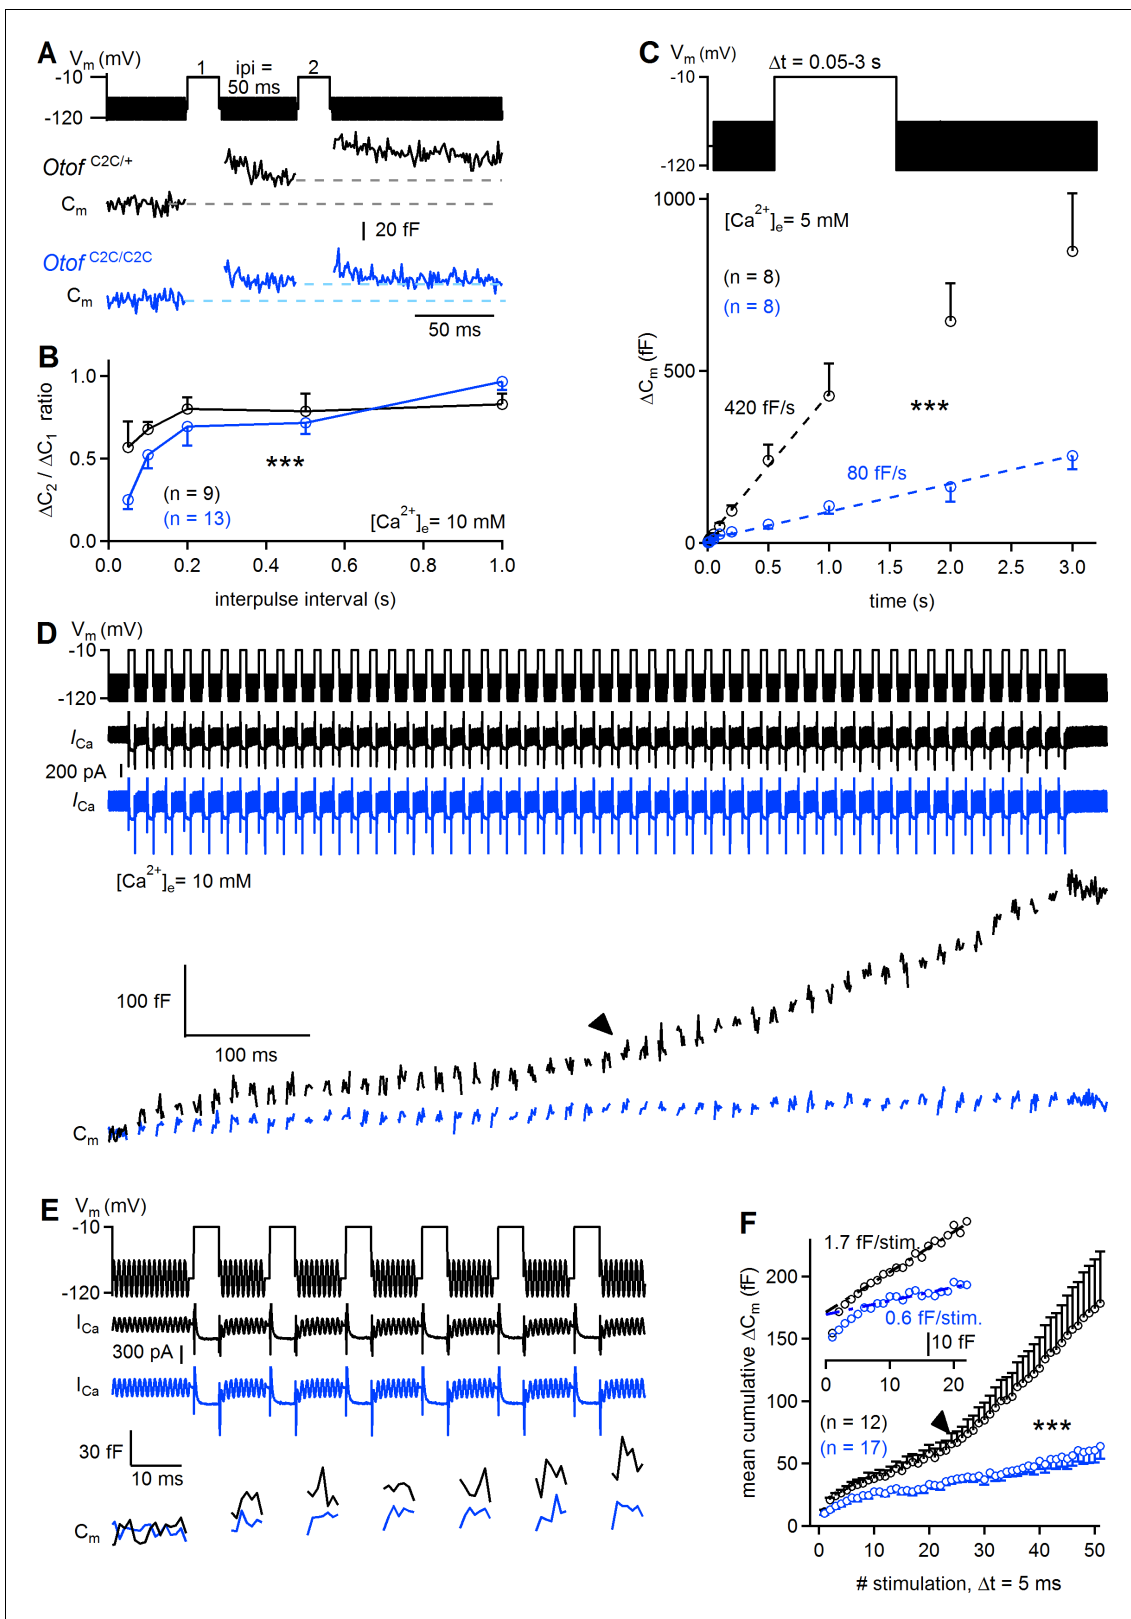 A
Vm (mV)
-10
-120
1
ipi =
50 ms
2
Otof C2C/+
Cm
20 fF
Otof C2C/C2C
Cm
50 ms
B
ΔC2 / ΔC1 ratio
1.0
0.5
0.0
***
(n = 9)
(n = 13)
[Ca2+]e= 10 mM
0.0 0.2 0.4 0.6 0.8 1.0
interpulse interval (s)
C
Vm (mV)
-10
-120
Δt = 0.05-3 s
1000
500
0
ΔCm (fF)
[Ca2+]e= 5 mM
(n = 8)
(n = 8)
420 fF/s
***
80 fF/s
0.0 0.5 1.0 2.0 3.0
time (s)
D
Vm (mV)
-10
-120
ICa
200 pA
ICa
[Ca2+]e= 10 mM
100 fF
100 ms
Cm
E
Vm (mV)
-10
-120
ICa
300 pA
ICa
30 fF
10 ms
Cm
F
mean cumulative ΔCm (fF)
200
150
100
50
0
1.7 fF/stim.
0.6 fF/stim.
10 fF
0 10 20
(n = 12)
(n = 17)
***
0 10 20 30 40 50
# stimulation, Δt = 5 ms